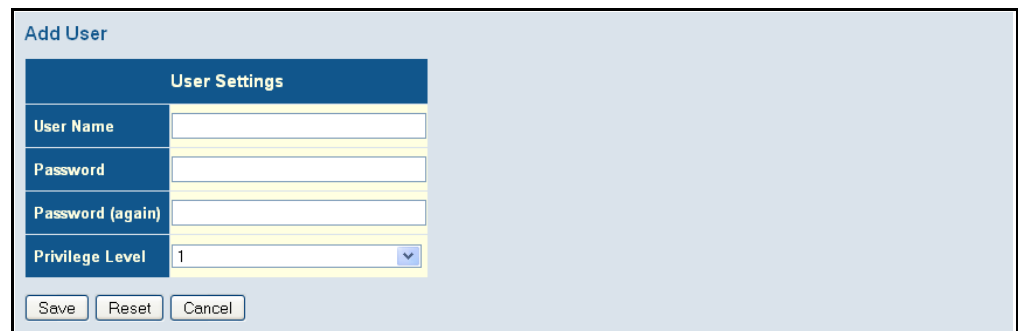 Add User
User Settings
User Name
Password
Password (again)
Privilege Level 1
Save Reset Cancel